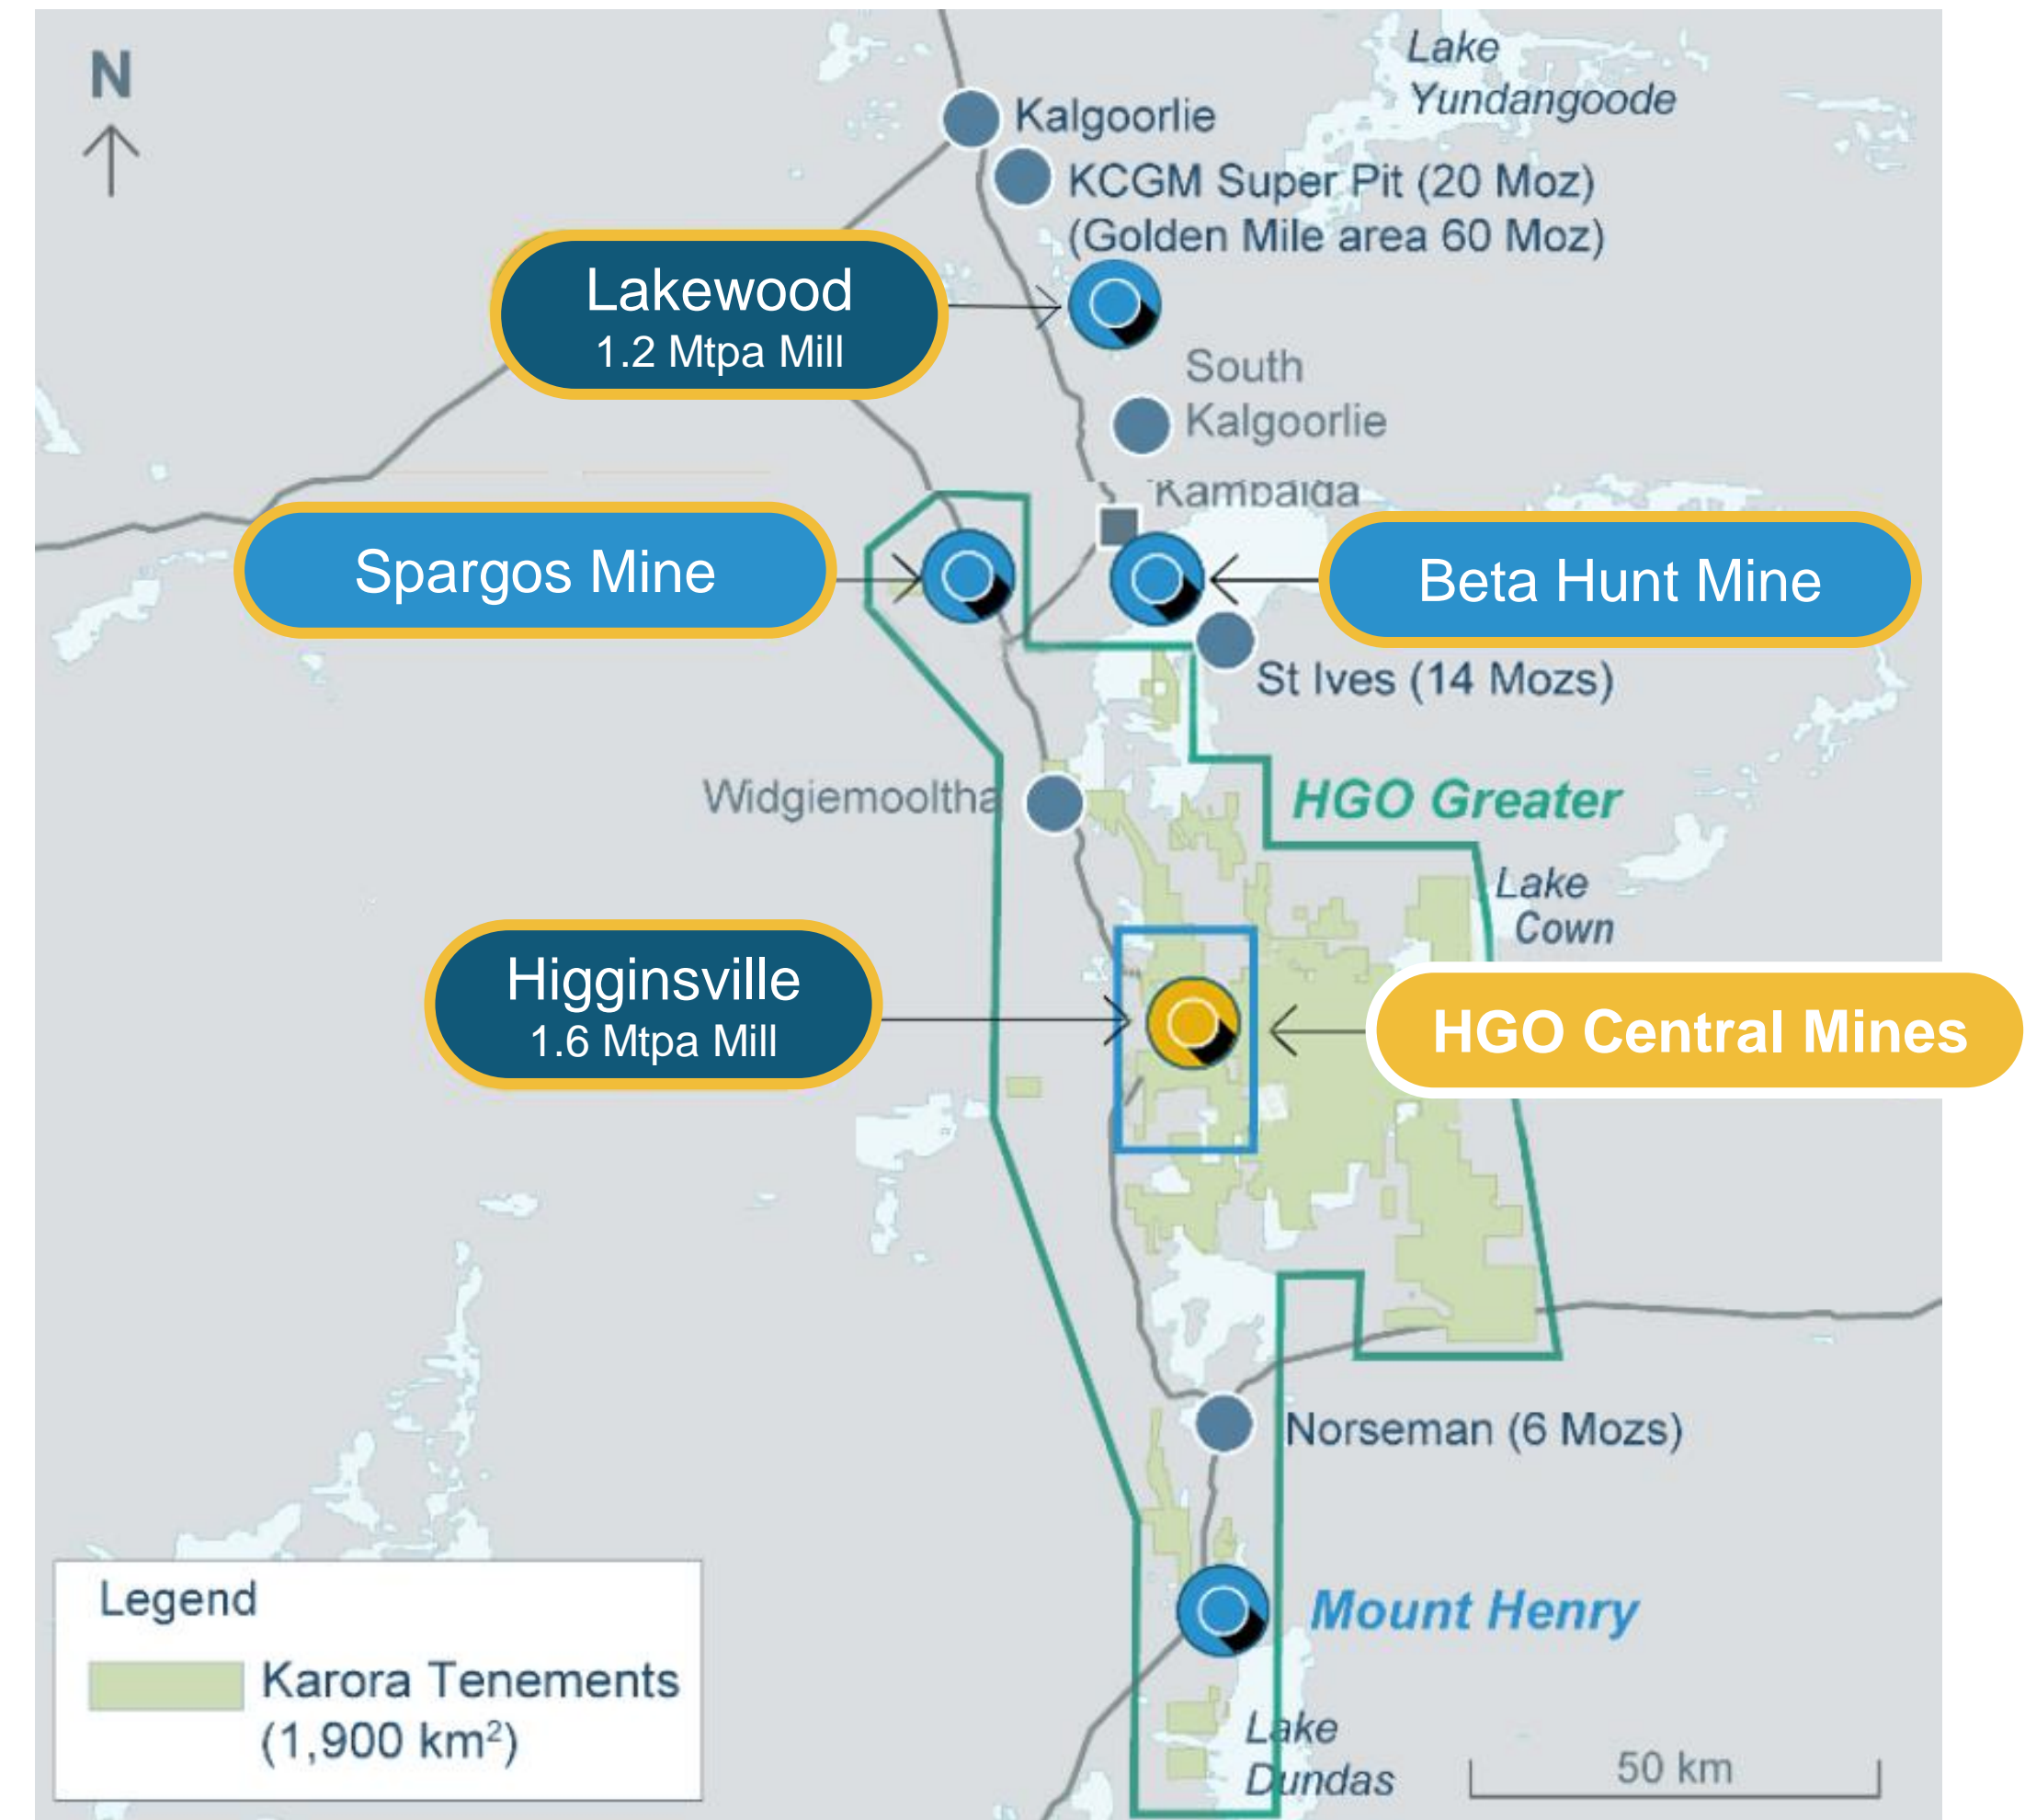 N
Lake
Yundangoode
Kalgoorlie
KCGM Super Pit (20 Moz)
(Golden Mile area 60 Moz)
Lakewood
1.2 Mtpa Mill
South
Kalgoorlie
Kambalda
Spargos Mine
Beta Hunt Mine
St Ives (14 Mozs)
Widgiemooltha
HGO Greater
Lake
Cown
Higginsville
1.6 Mtpa Mill
HGO Central Mines
Norseman (6 Mozs)
Mount Henry
Legend
Karora Tenements
(1,900 km²)
Lake
Dundas
50 km